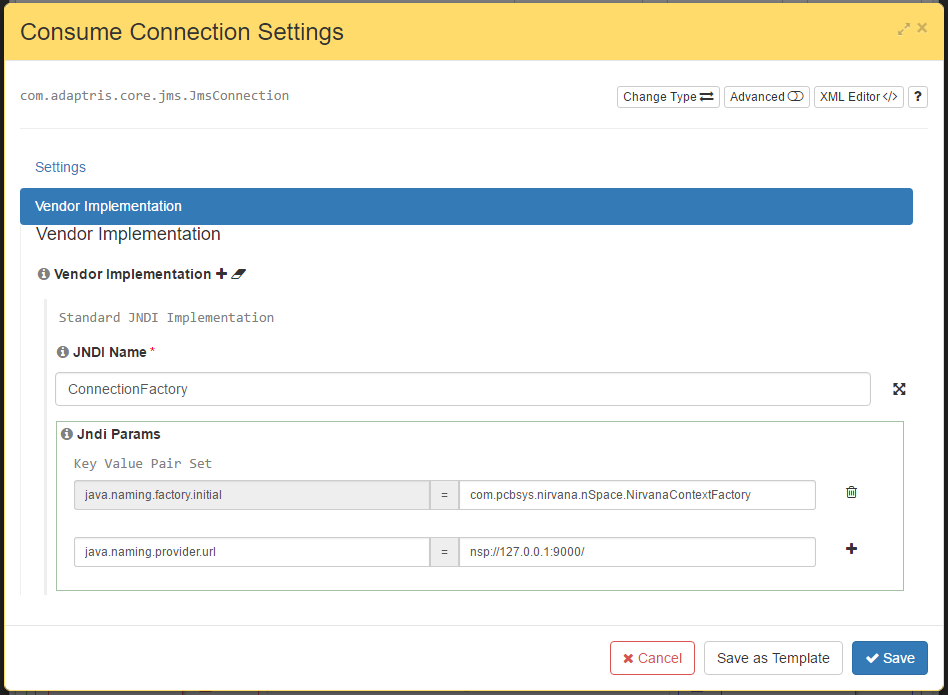 Consume Connection Settings
com.adaptris.core.jms.JmsConnection
Change Type
Advanced
XML Editor </>
?
Settings
Vendor Implementation
Vendor Implementation
Vendor Implementation
Standard JNDI Implementation
JNDI Name *
ConnectionFactory
Jndi Params
Key Value Pair Set
java.naming.factory.initial = com.pcbsys.nirvana.nSpace.NirvanaContextFactory
java.naming.provider.url = nsp://127.0.0.1:9000/
Cancel
Save as Template
Save